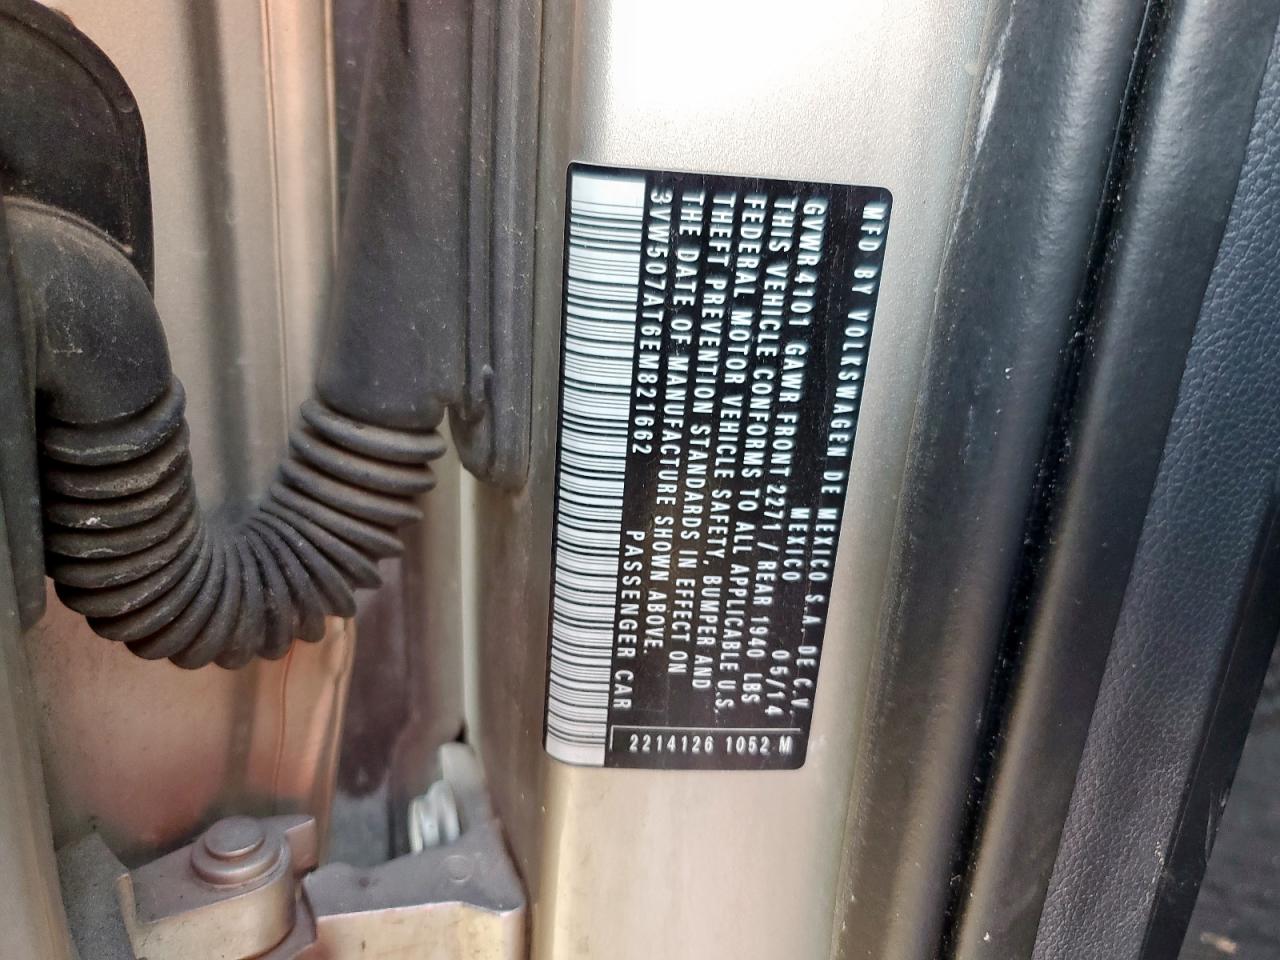 MFD BY VOLKSWAGEN DE MEXICO S.A. DE C.V.
MEXICO
GVWR4101 GAWR FRONT 2271 / REAR 1940 LBS
MEXICO 05/14
THIS VEHICLE CONFORMS TO ALL APPLICABLE U.S.
FEDERAL MOTOR VEHICLE SAFETY, BUMPER AND
THEFT PREVENTION STANDARDS IN EFFECT ON
THE DATE OF MANUFACTURE SHOWN ABOVE.
3VW507AT6EM821662 PASSENGER CAR
2214126 1052 M